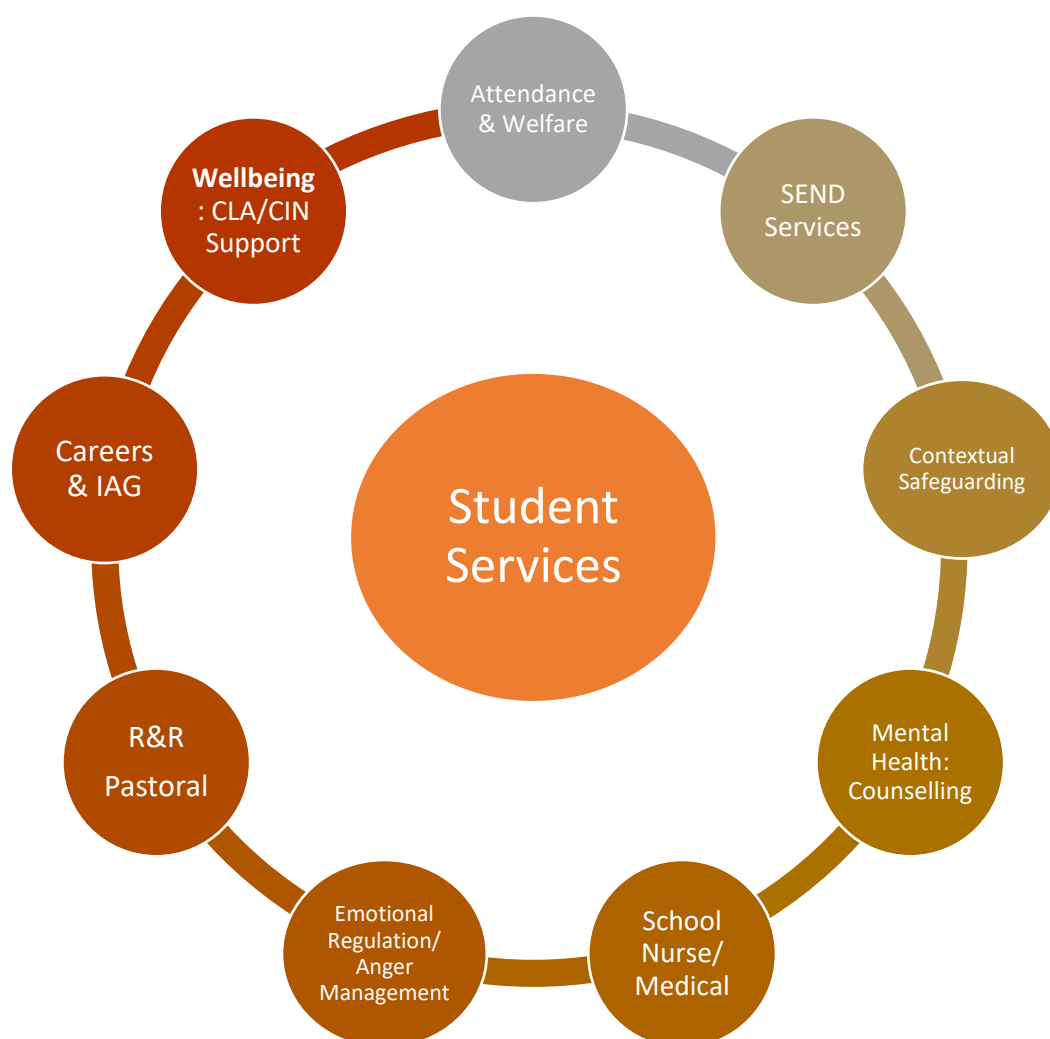 Attendance
& Welfare
SEND
Services
Contextual
Safeguarding
Mental
Health:
Counselling
School
Nurse/
Medical
Emotional
Regulation/
Anger
Management
R&R
Pastoral
Careers
& IAG
Wellbeing
: CLA/CIN
Support
Student
Services